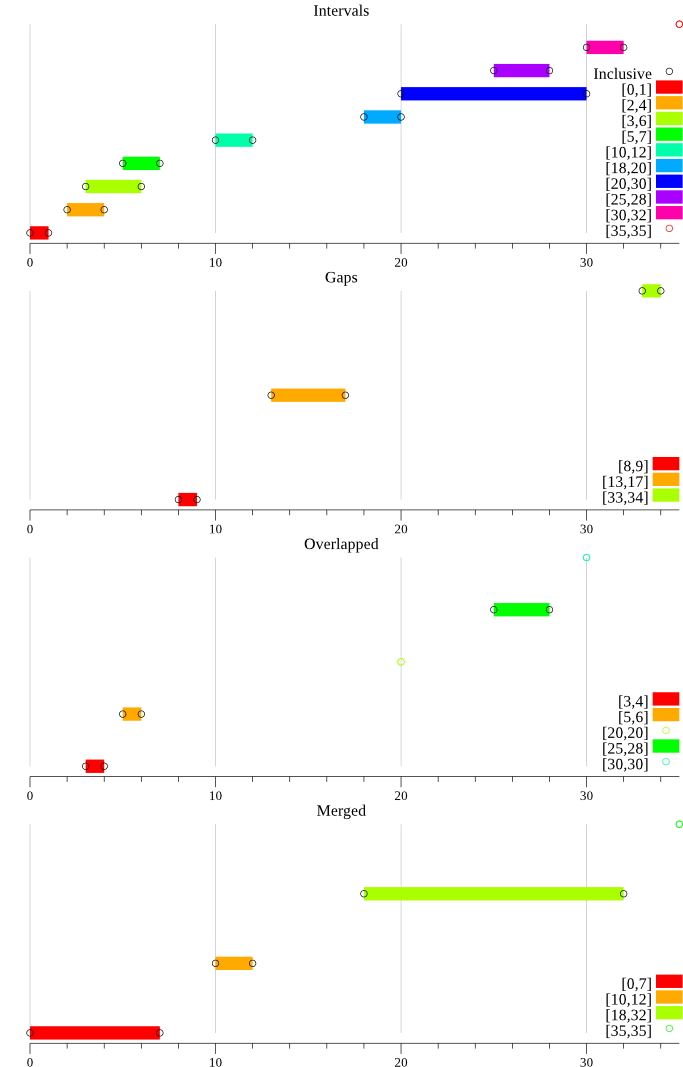 Intervals
Inclusive
[0,1]
[2,4]
[3,6]
[5,7]
[10,12]
[18,20]
[20,30]
[25,28]
[30,32]
[35,35]
0 10 20 30
Gaps
[8,9]
[13,17]
[33,34]
0 10 20 30
Overlapped
[3,4]
[5,6]
[20,20]
[25,28]
[30,30]
0 10 20 30
Merged
[0,7]
[10,12]
[18,32]
[35,35]
0 10 20 30